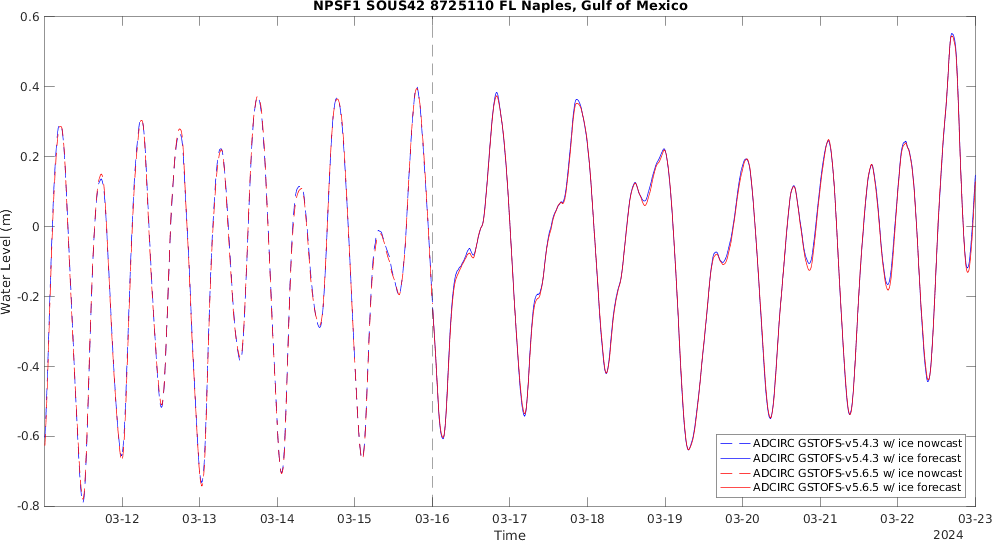 NPSF1 SOUS42 8725110 FL Naples, Gulf of Mexico
0.6
0.4
0.2
0
-0.2
-0.4
-0.6
-0.8
Water Level (m)
ADCIRC GSTOFS-v5.4.3 w/ ice nowcast
ADCIRC GSTOFS-v5.4.3 w/ ice forecast
ADCIRC GSTOFS-v5.6.5 w/ ice nowcast
ADCIRC GSTOFS-v5.6.5 w/ ice forecast
03-12 03-13 03-14 03-15 03-16 03-17 03-18 03-19 03-20 03-21 03-22 03-23
Time
2024